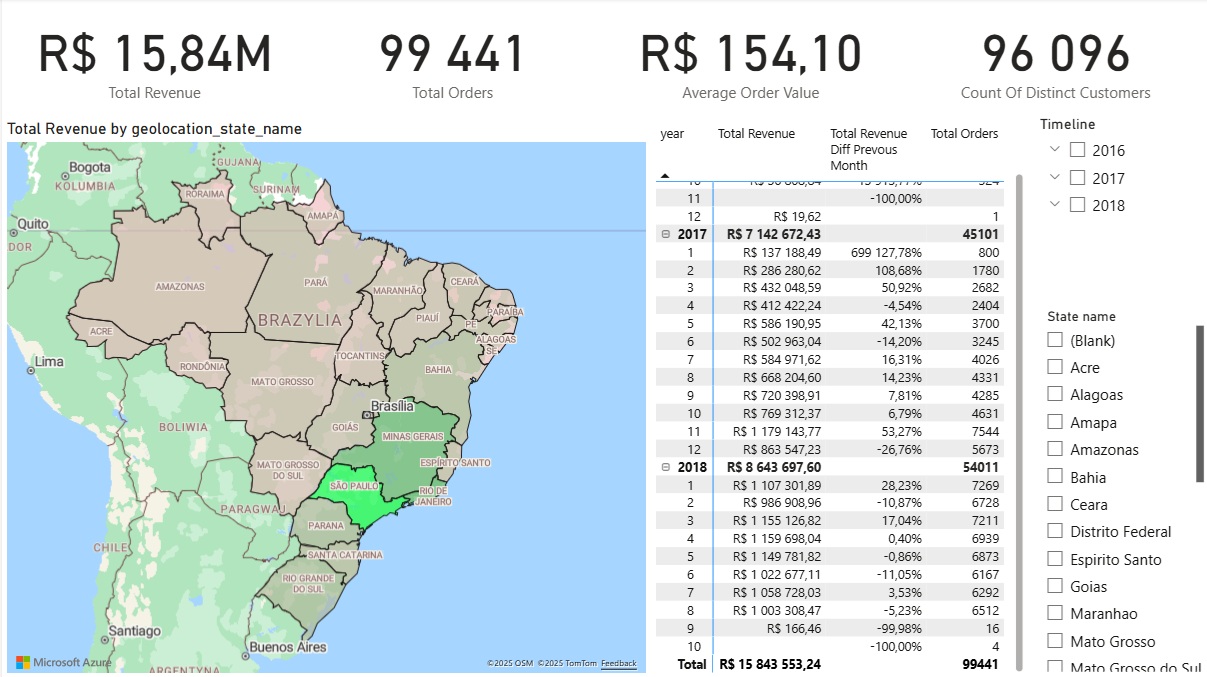 R$ 15,84M
Total Revenue
99 441
Total Orders
R$ 154,10
Average Order Value
96 096
Count Of Distinct Customers
Total Revenue by geolocation_state_name
Bogota
KOLUMBIA
GUJANA
SURINAM
RORAIMA
AMAPÁ
Quito
DOR
AMAZONAS
PARÁ
MARANHÃO
CEARÁ
PARAÍBA
PIAUÍ
PE
ALAGOAS
SE
BRAZYLIA
ACRE
TOCANTINS
RONDÔNIA
BAHIA
Lima
MATO GROSSO
Brasília
GOIÁS
MINAS GERAIS
BOLIWIA
ESPÍRITO SANTO
MATO GROSSO
DO SUL
SÃO PAULO
RIO DE
JANEIRO
PARAGWAJ
PARANA
CHILE
SANTA CATARINA
RIO GRANDE
DO SUL
Santiago
Buenos Aires
ARGENTYNA
Microsoft Azure
©2025 OSM ©2025 TomTom Feedback
year Total Revenue Total Revenue Diff Prevous Month Total Orders
11 -100,00%
12 R$ 19,62 1
2017 R$ 7 142 672,43 45101
1 R$ 137 188,49 699 127,78% 800
2 R$ 286 280,62 108,68% 1780
3 R$ 432 048,59 50,92% 2682
4 R$ 412 422,24 -4,54% 2404
5 R$ 586 190,95 42,13% 3700
6 R$ 502 963,04 -14,20% 3245
7 R$ 584 971,62 16,31% 4026
8 R$ 668 204,60 14,23% 4331
9 R$ 720 398,91 7,81% 4285
10 R$ 769 312,37 6,79% 4631
11 R$ 1 179 143,77 53,27% 7544
12 R$ 863 547,23 -26,76% 5673
2018 R$ 8 643 697,60 54011
1 R$ 1 107 301,89 28,23% 7269
2 R$ 986 908,96 -10,87% 6728
3 R$ 1 155 126,82 17,04% 7211
4 R$ 1 159 698,04 0,40% 6939
5 R$ 1 149 781,82 -0,86% 6873
6 R$ 1 022 677,11 -11,05% 6167
7 R$ 1 058 728,03 3,53% 6292
8 R$ 1 003 308,47 -5,23% 6512
9 R$ 166,46 -99,98% 16
10 -100,00% 4
Total R$ 15 843 553,24 99441
Timeline
2016
2017
2018
State name
(Blank)
Acre
Alagoas
Amapa
Amazonas
Bahia
Ceara
Distrito Federal
Espirito Santo
Goias
Maranhao
Mato Grosso
Mato Grosso do Sul